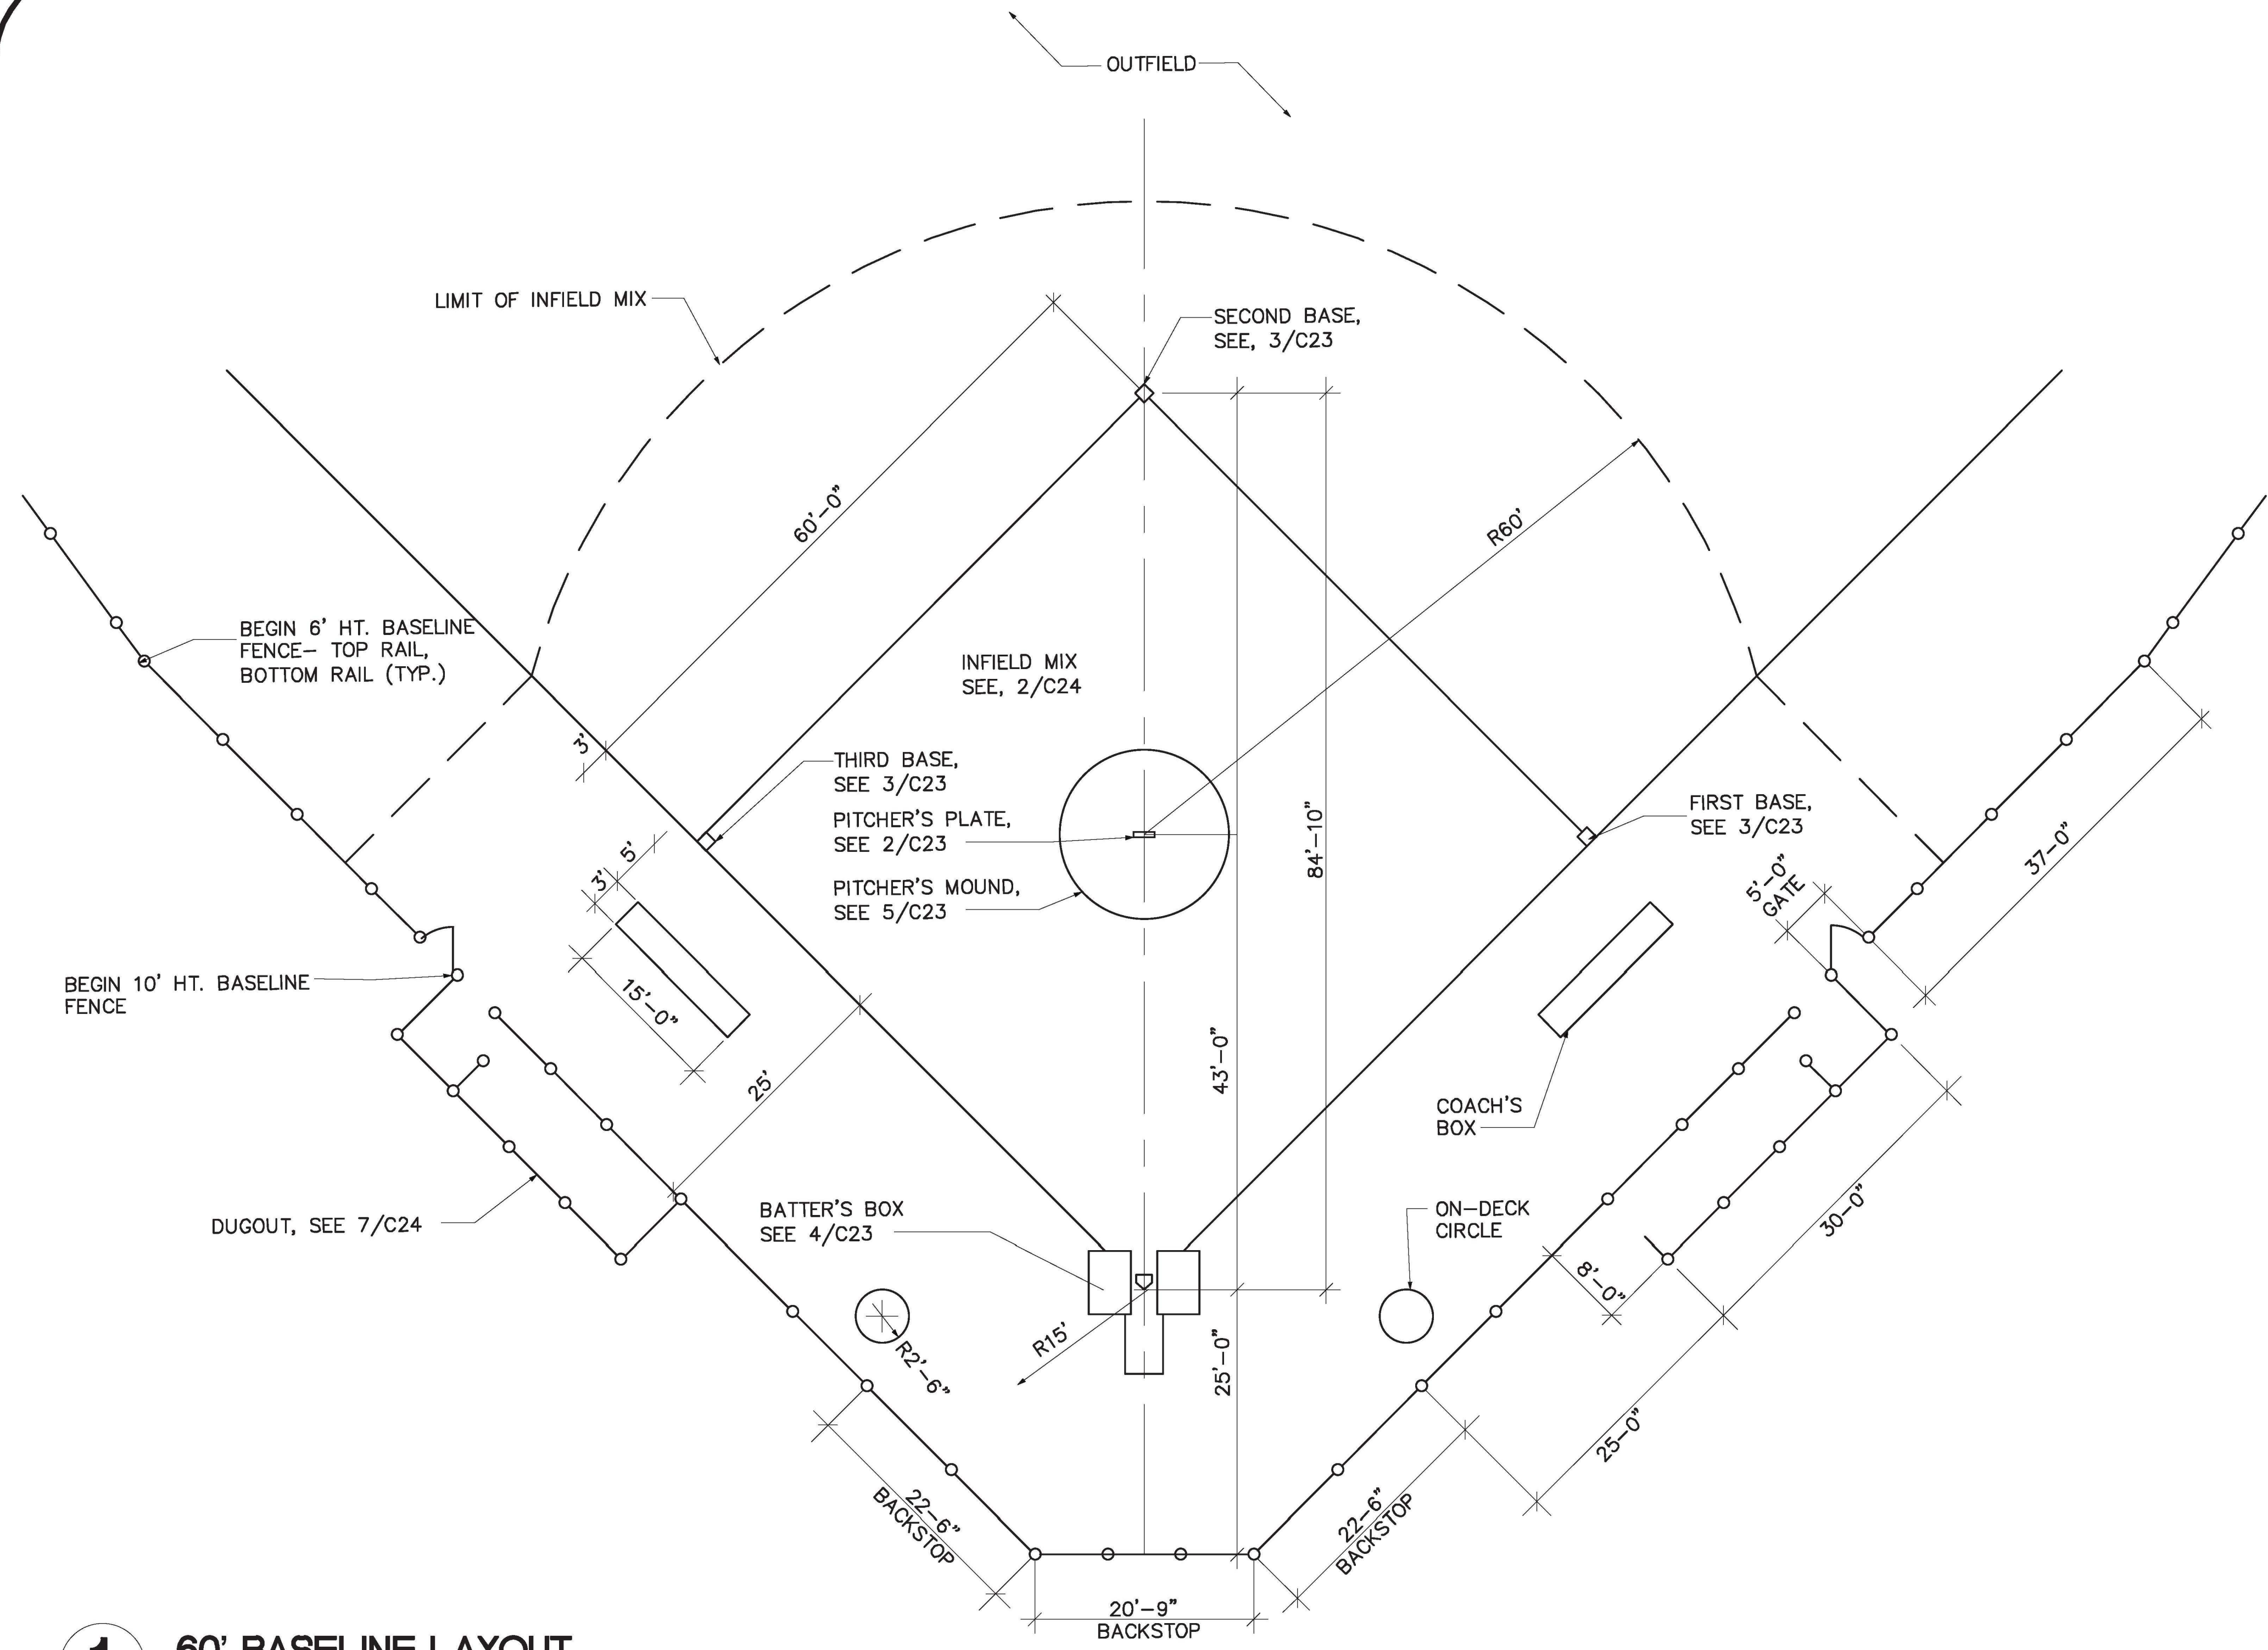 OUTFIELD
LIMIT OF INFIELD MIX
SECOND BASE,
SEE, 3/C23
60'-0"
R60'
BEGIN 6' HT. BASELINE
FENCE- TOP RAIL,
BOTTOM RAIL (TYP.)
INFIELD MIX
SEE, 2/C24
3'
THIRD BASE,
SEE 3/C23
PITCHER'S PLATE,
SEE 2/C23
PITCHER'S MOUND,
SEE 5/C23
84'-10"
FIRST BASE,
SEE 3/C23
37-0"
5'-0"
GATE
5'
3'
15'-0"
BEGIN 10' HT. BASELINE
FENCE
25'
43'-0"
COACH'S
BOX
DUGOUT, SEE 7/C24
BATTER'S BOX
SEE 4/C23
ON-DECK
CIRCLE
30-0"
8'-0"
R15'
R2'-6"
25'-0"
25-0"
22-6"
BACKSTOP
22-6"
BACKSTOP
20'-9"
BACKSTOP
1
60' BASELINE LAYOUT